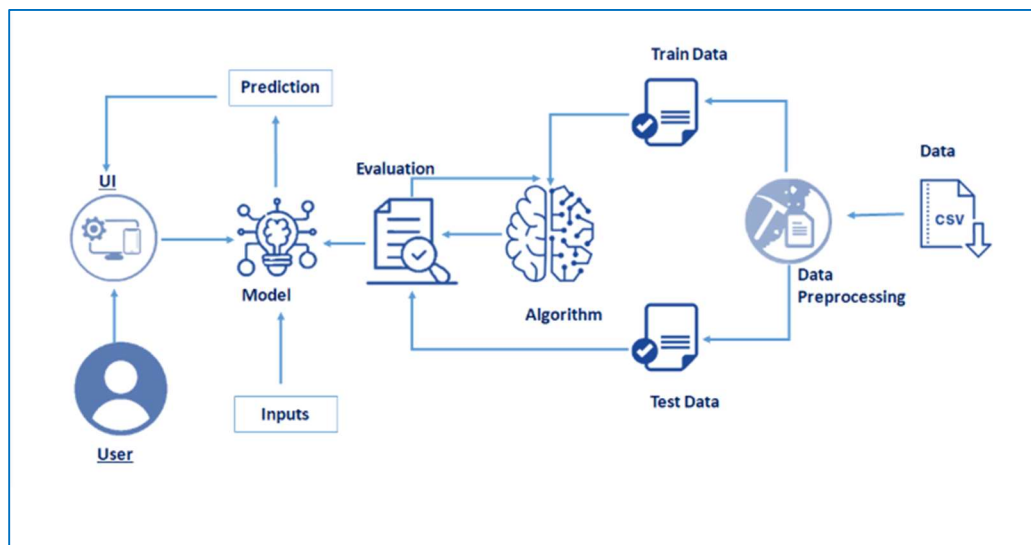 Train Data
Prediction
Evaluation
Data
UI
CSV
Model
Data
Preprocessing
Algorithm
Inputs
Test Data
User